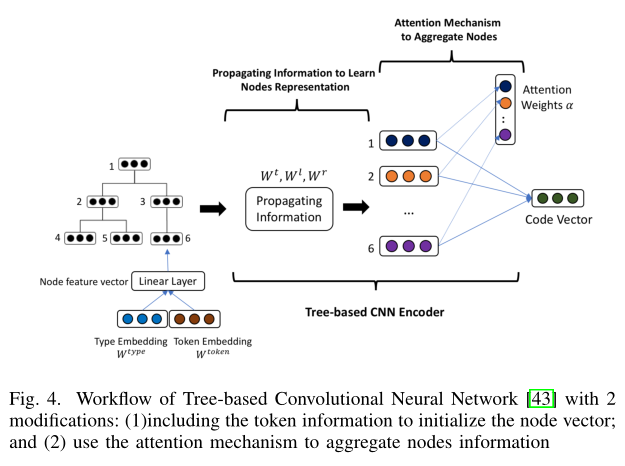 Attention Mechanism
to Aggregate Nodes
Propagating Information to Learn
Nodes Representation
Attention
Weights α
:
1
1
2
3
4
5
6
W^t, W^l, W^r
Propagating
Information
2
...
6
Code Vector
Node feature vector
Linear Layer
Type Embedding
W^type
Token Embedding
W^token
Tree-based CNN Encoder
Fig. 4. Workflow of Tree-based Convolutional Neural Network [43] with 2
modifications: (1)including the token information to initialize the node vector;
and (2) use the attention mechanism to aggregate nodes information